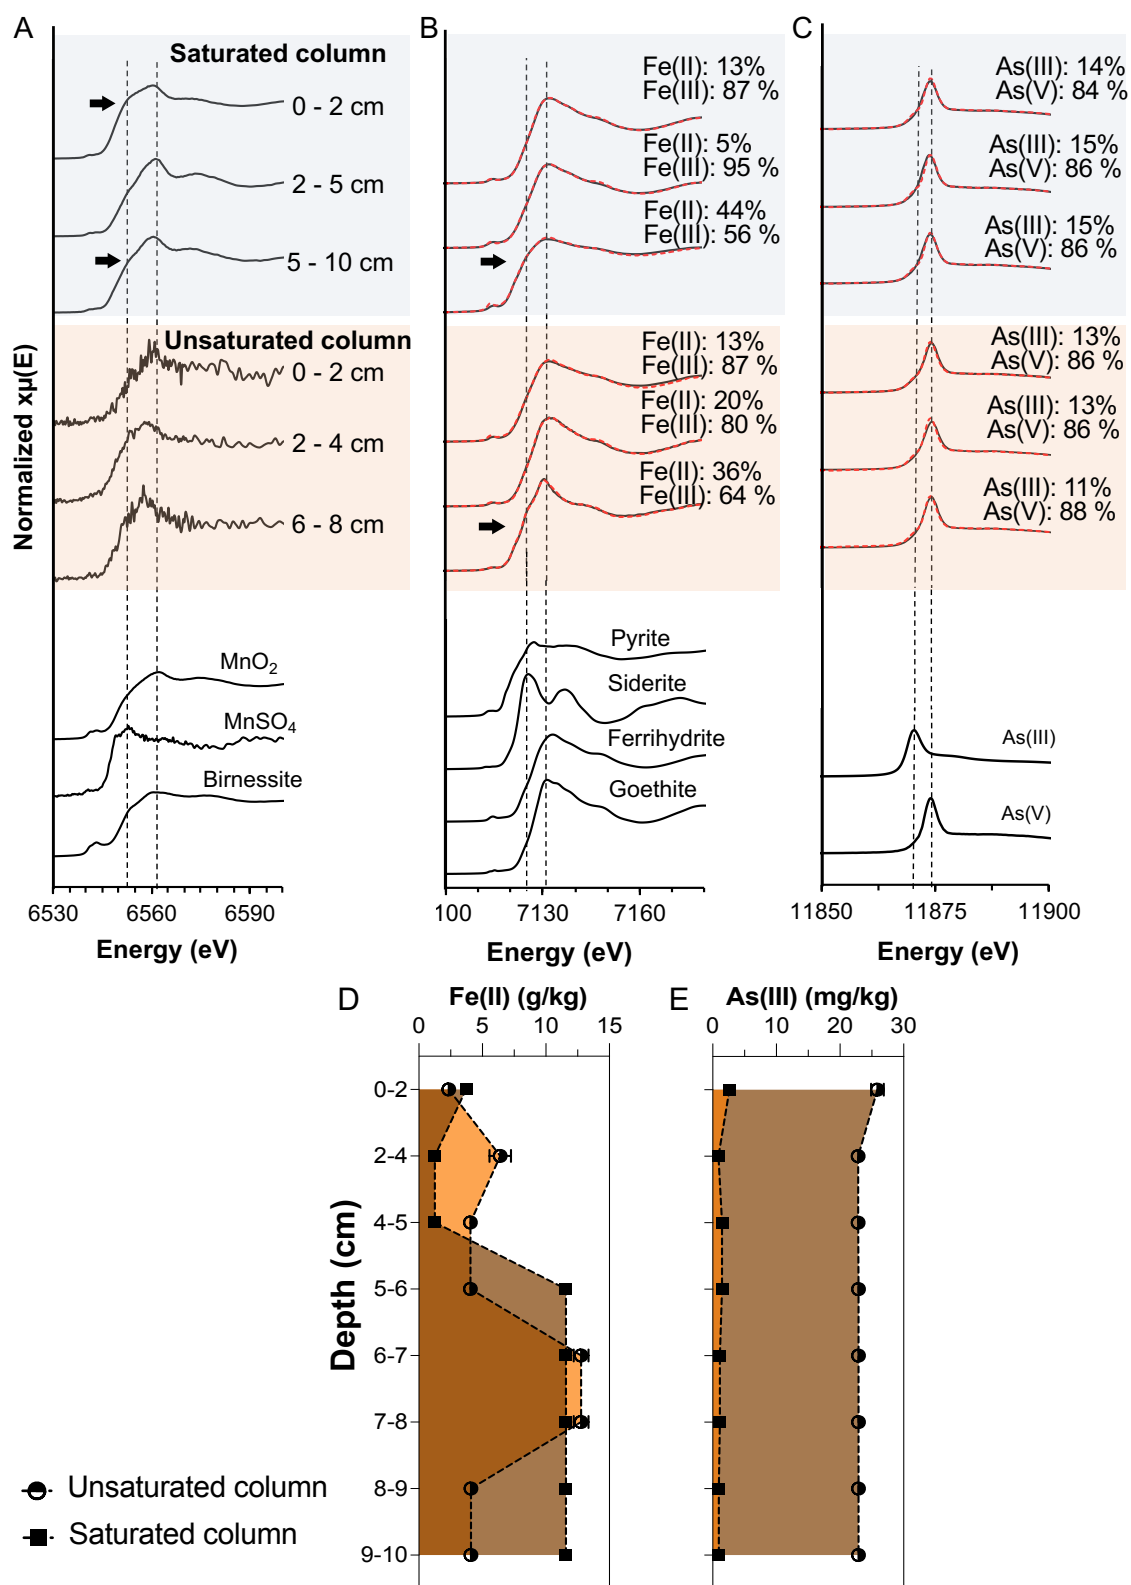 A
Saturated column
0 - 2 cm
2 - 5 cm
5 - 10 cm
Unsaturated column
0 - 2 cm
2 - 4 cm
6 - 8 cm
MnO2
MnSO4
Birnessite
Normalized xμ(E)
6530 6560 6590
Energy (eV)
B
Fe(II): 13%
Fe(III): 87 %
Fe(II): 5%
Fe(III): 95 %
Fe(II): 44%
Fe(III): 56 %
Fe(II): 13%
Fe(III): 87 %
Fe(II): 20%
Fe(III): 80 %
Fe(II): 36%
Fe(III): 64 %
Pyrite
Siderite
Ferrihydrite
Goethite
100 7130 7160
Energy (eV)
C
As(III): 14%
As(V): 84 %
As(III): 15%
As(V): 86 %
As(III): 15%
As(V): 86 %
As(III): 13%
As(V): 86 %
As(III): 13%
As(V): 86 %
As(III): 11%
As(V): 88 %
As(III)
As(V)
11850 11875 11900
Energy (eV)
D
Fe(II) (g/kg)
0 5 10 15
Depth (cm)
0-2
2-4
4-5
5-6
6-7
7-8
8-9
9-10
E
As(III) (mg/kg)
0 10 20 30
Unsaturated column
Saturated column